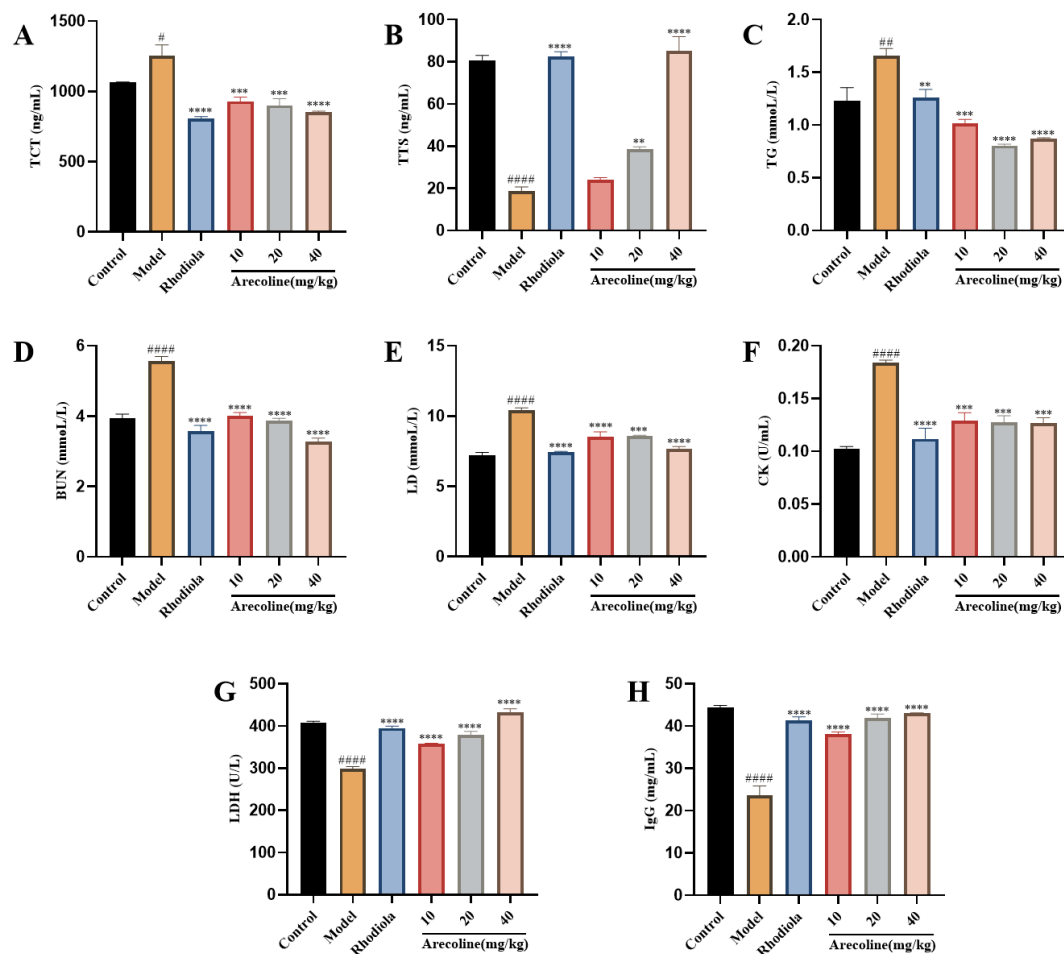 A
TCT (ng/mL)
1500
1000
500
0
#
****
***
***
****
Control
Model
Rhodiola
10
20
40
Arecoline(mg/kg)
B
TTS (ng/mL)
100
80
60
40
20
0
####
****
**
****
Control
Model
Rhodiola
10
20
40
Arecoline(mg/kg)
C
TG (mmoL/L)
2.0
1.5
1.0
0.5
0.0
##
**
***
****
****
Control
Model
Rhodiola
10
20
40
Arecoline(mg/kg)
D
BUN (mmoL/L)
6
4
2
0
####
****
****
****
****
Control
Model
Rhodiola
10
20
40
Arecoline(mg/kg)
E
LD (mmoL/L)
15
10
5
0
####
****
****
***
****
Control
Model
Rhodiola
10
20
40
Arecoline(mg/kg)
F
CK (U/mL)
0.20
0.15
0.10
0.05
0.00
####
****
***
***
***
Control
Model
Rhodiola
10
20
40
Arecoline(mg/kg)
G
LDH (U/L)
500
400
300
200
100
0
####
****
****
****
****
Control
Model
Rhodiola
10
20
40
Arecoline(mg/kg)
H
IgG (mg/mL)
50
40
30
20
10
0
####
****
****
****
****
Control
Model
Rhodiola
10
20
40
Arecoline(mg/kg)